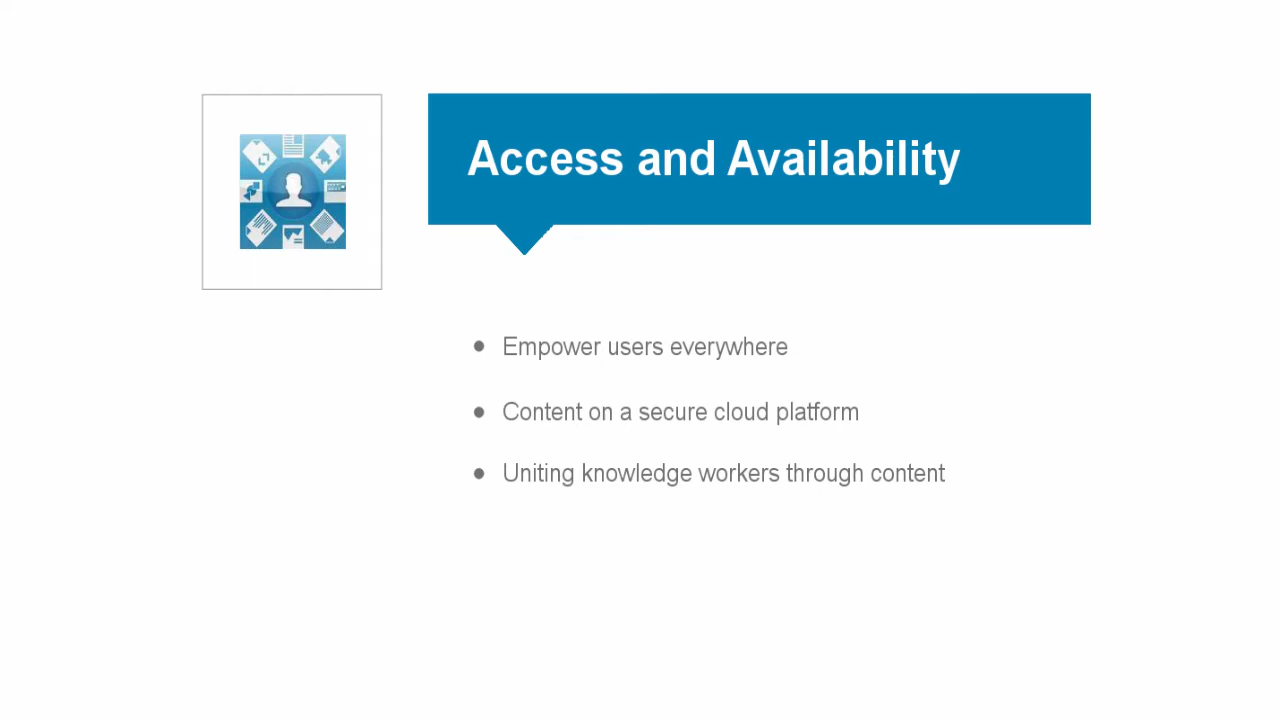 Access and Availability
Empower users everywhere
Content on a secure cloud platform
Uniting knowledge workers through content